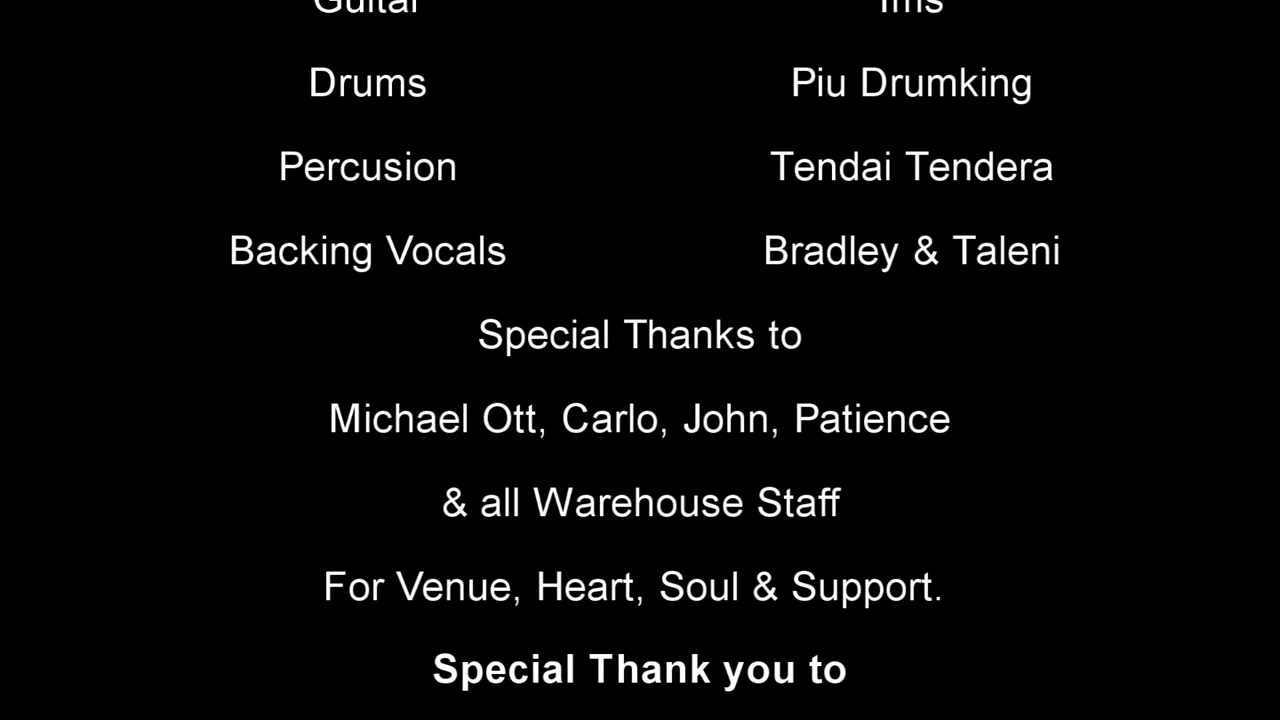 Guitar
Drums Piu Drumking
Percusion Tendai Tendera
Backing Vocals Bradley & Taleni
Special Thanks to
Michael Ott, Carlo, John, Patience
& all Warehouse Staff
For Venue, Heart, Soul & Support.
Special Thank you to